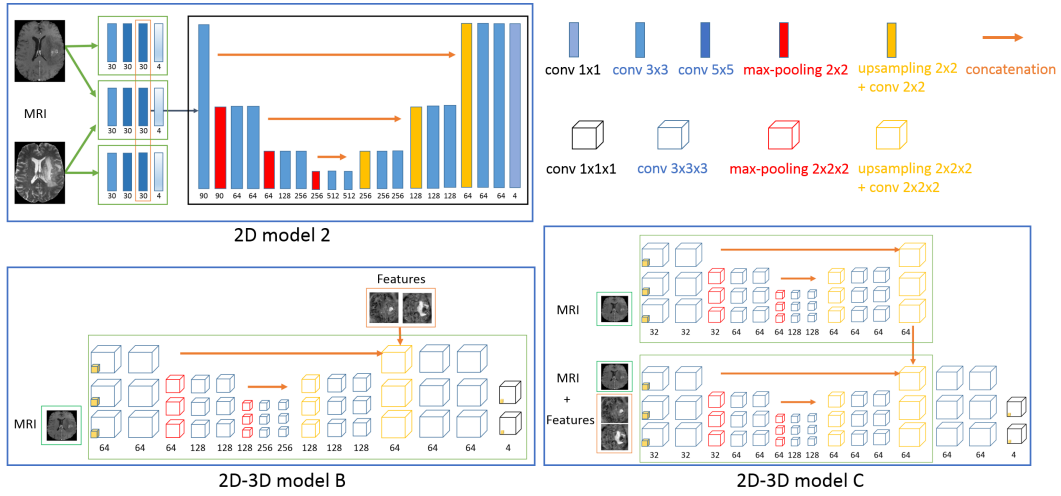 MRI
30 30 30 4
30 30 30 4
30 30 30 4
90 90 64 64 64 128 256 256 512 512 256 256 256 128 128 128 64 64 64 4
2D model 2
conv 1x1 conv 3x3 conv 5x5 max-pooling 2x2 upsampling 2x2 concatenation
+ conv 2x2
conv 1x1x1 conv 3x3x3 max-pooling 2x2x2 upsampling 2x2x2
+ conv 2x2x2
Features
MRI
64 64 64 128 128 128 256 256 128 128 128 64 64 64 4
2D-3D model B
MRI
32 32 32 64 64 64 128 128 64 64 64 64
MRI
+
Features
32 32 32 64 64 64 128 128 64 64 64 64 64 64 4
2D-3D model C